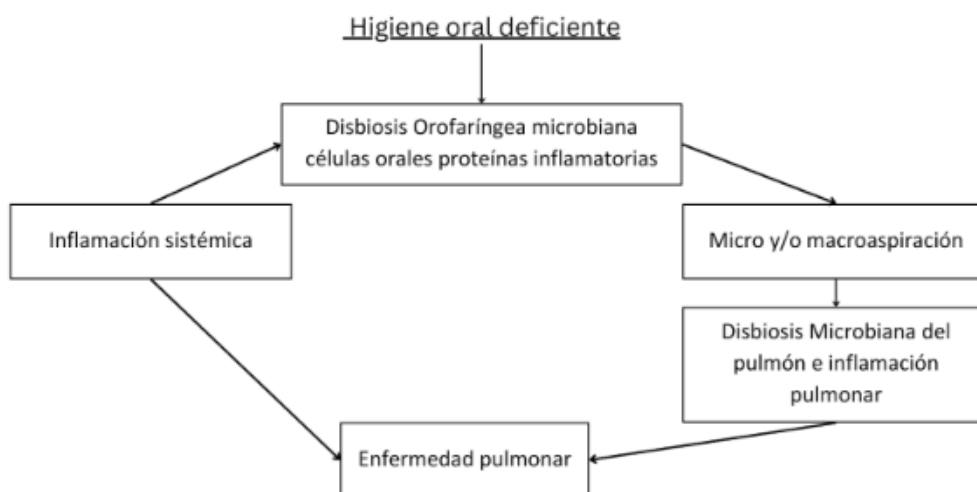 Higiene oral deficiente
Disbiosis Orofaríngea microbiana
células orales proteínas inflamatorias
Inflamación sistémica
Micro y/o macroaspiración
Disbiosis Microbiana del
pulmón e inflamación
pulmonar
Enfermedad pulmonar